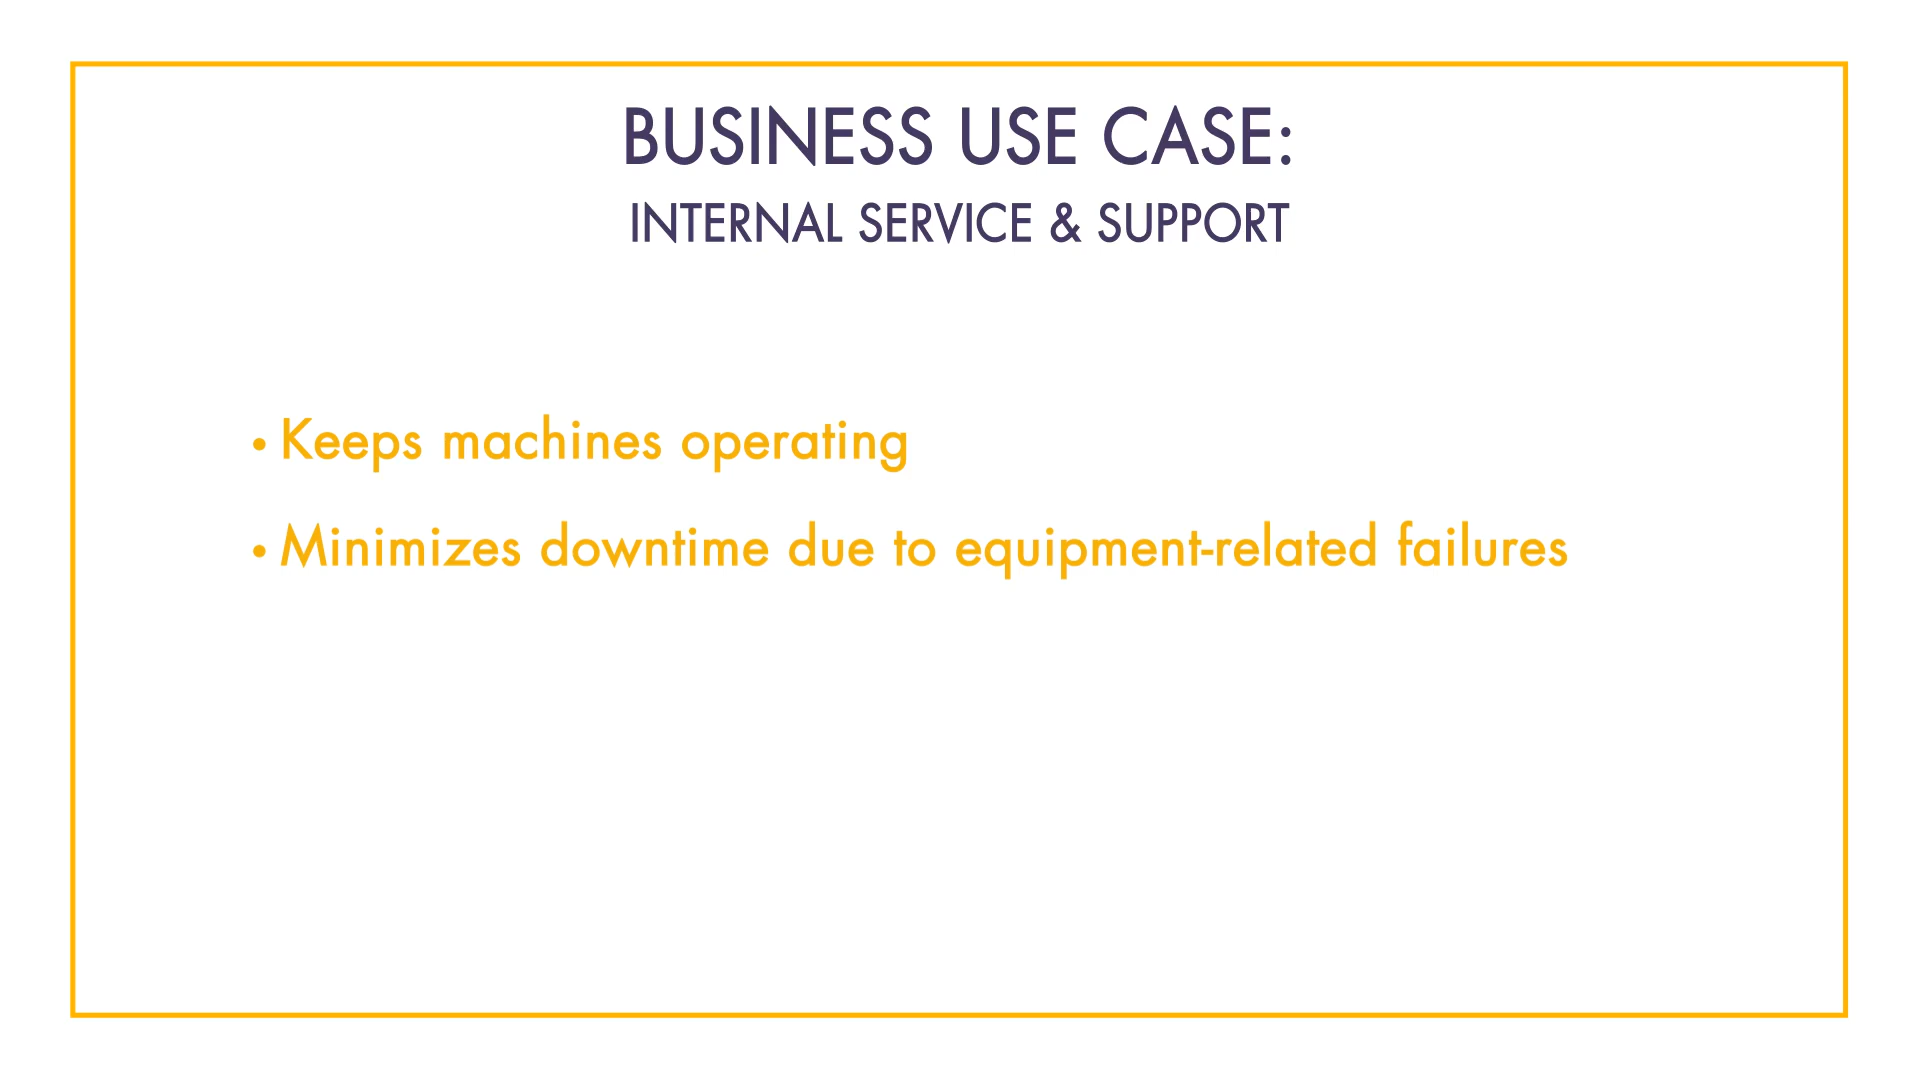 BUSINESS USE CASE:
INTERNAL SERVICE & SUPPORT
• Keeps machines operating
• Minimizes downtime due to equipment-related failures